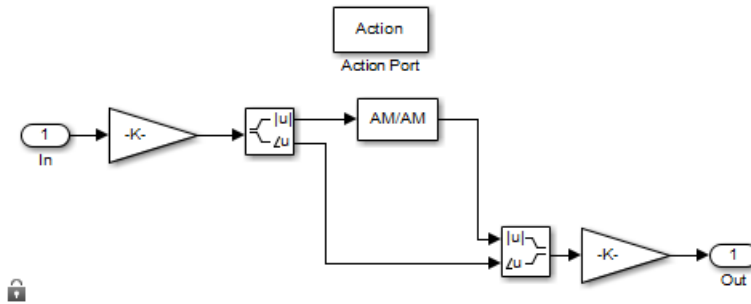 Action
Action Port
1
In
-K-
|u|
∠u
AM/AM
|u|
∠u
-K-
1
Out